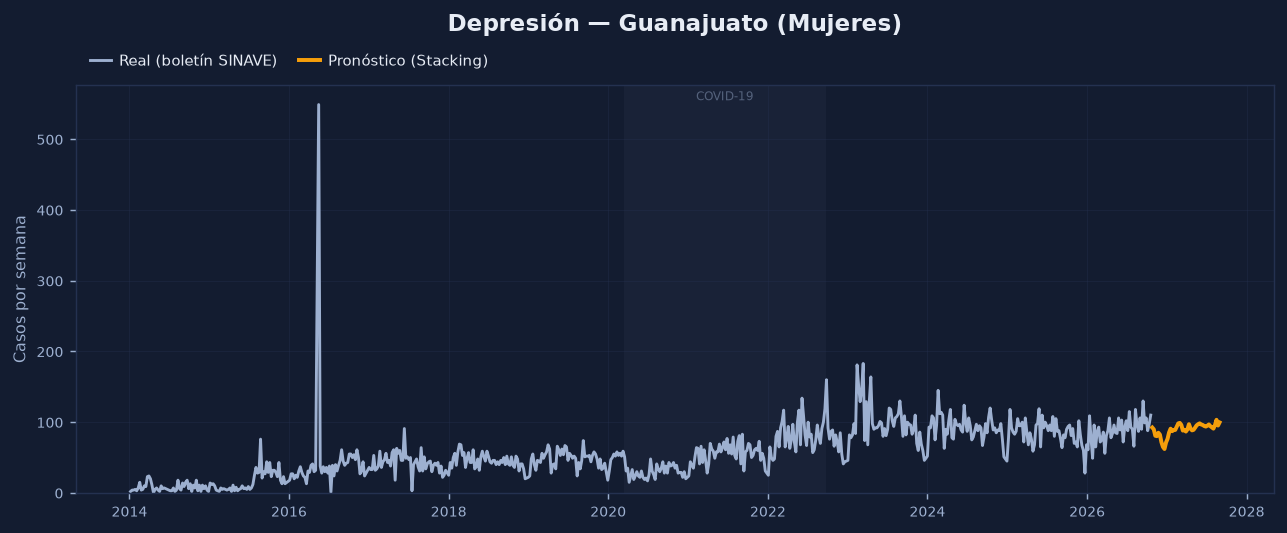 Depresión — Guanajuato (Mujeres)
Real (boletín SINAVE)
Pronóstico (Stacking)
COVID-19
Casos por semana
500
400
300
200
100
0
2014
2016
2018
2020
2022
2024
2026
2028